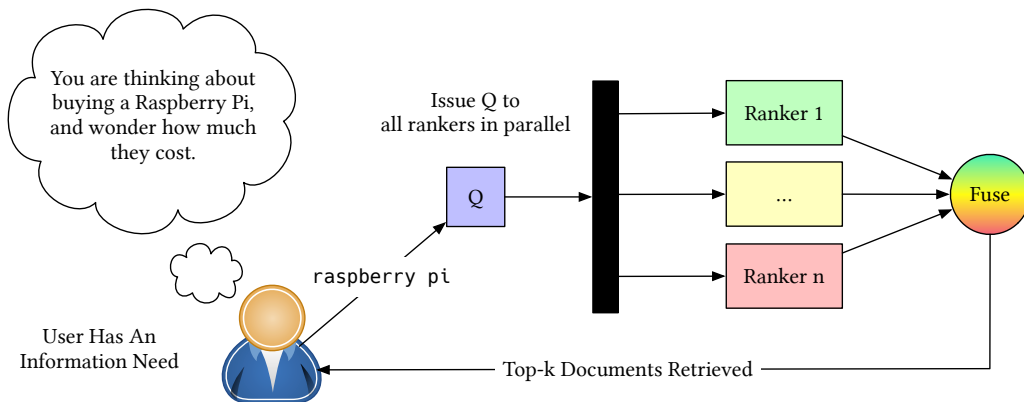 You are thinking about
buying a Raspberry Pi,
and wonder how much
they cost.
User Has An
Information Need
raspberry pi
Q
Issue Q to
all rankers in parallel
Ranker 1
...
Ranker n
Fuse
Top-k Documents Retrieved